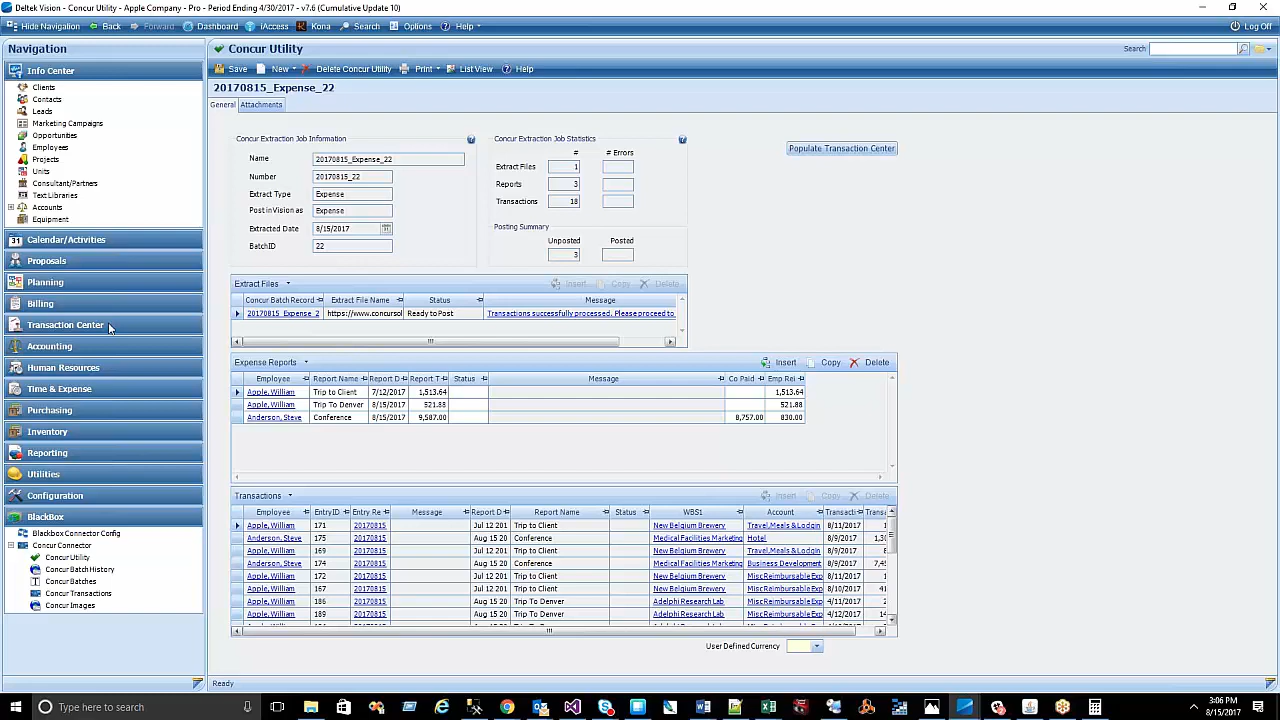 Deltek Vision - Concur Utility - Apple Company - Pro - Period Ending 4/30/2017 - v7.6 (Cumulative Update 10)
Hide Navigation Back Forward Dashboard iAccess Kona Search Options Help Log Off
Navigation
Info Center
Clients
Contacts
Leads
Marketing Campaigns
Opportunities
Employees
Projects
Units
Consultant/Partners
Text Libraries
Accounts
Equipment
31 Calendar/Activities
Proposals
Planning
Billing
Transaction Center
Accounting
Human Resources
Time & Expense
Purchasing
Inventory
Reporting
Utilities
Configuration
BlackBox
Blackbox Connector Config
Concur Connector
Concur Utility
Concur Batch History
Concur Batches
Concur Transactions
Concur Images
Concur Utility Search
Save New Delete Concur Utility Print List View Help
20170815_Expense_22
General Attachments
Concur Extraction Job Information
Name 20170815_Expense_22
Number 20170815_22
Extract Type Expense
Post in Vision as Expense
Extracted Date 8/15/2017
BatchID 22
Concur Extraction Job Statistics
# # Errors
Extract Files 1
Reports 3
Transactions 18
Posting Summary
Unposted Posted
3
Populate Transaction Center
Extract Files Insert Copy Delete
Concur Batch Record Extract File Name Status Message
20170815_Expense_2 https://www.concursol Ready to Post Transactions successfully processed. Please proceed to
Expense Reports Insert Copy Delete
Employee Report Name Report D Report T Status Message Co Paid Emp Rei
Apple, William Trip to Client 7/12/2017 1,513.64 1,513.64
Apple, William Trip To Denver 8/15/2017 521.88 521.88
Anderson, Steve Conference 8/15/2017 9,587.00 8,757.00 830.00
Transactions Insert Copy Delete
Employee EntryID Entry Re Message Report D Report Name Status WBS1 Account Transacti Trans
Apple, William 171 20170815 Jul 12 201 Trip to Client New Belgium Brewery Travel,Meals & Lodgin 8/11/2017
Anderson, Steve 175 20170815 Aug 15 20 Conference Medical Facilities Marketing Hotel 8/9/2017 1,3
Apple, William 169 20170815 Jul 12 201 Trip to Client New Belgium Brewery Travel,Meals & Lodgin 8/9/2017
Anderson, Steve 174 20170815 Aug 15 20 Conference Medical Facilities Marketing Business Development 8/9/2017 7,4
Apple, William 172 20170815 Jul 12 201 Trip to Client New Belgium Brewery Misc Reimbursable Exp 8/11/2017
Apple, William 167 20170815 Jul 12 201 Trip to Client New Belgium Brewery Misc Reimbursable Exp 8/10/2017 41
Apple, William 186 20170815 Aug 15 20 Trip To Denver Adelphi Research Lab Misc Reimbursable Exp 4/11/2017
Apple, William 189 20170815 Aug 15 20 Trip To Denver Adelphi Research Lab Misc Reimbursable Exp 4/12/2017 14
User Defined Currency
Ready
Type here to search
3:06 PM
8/15/2017